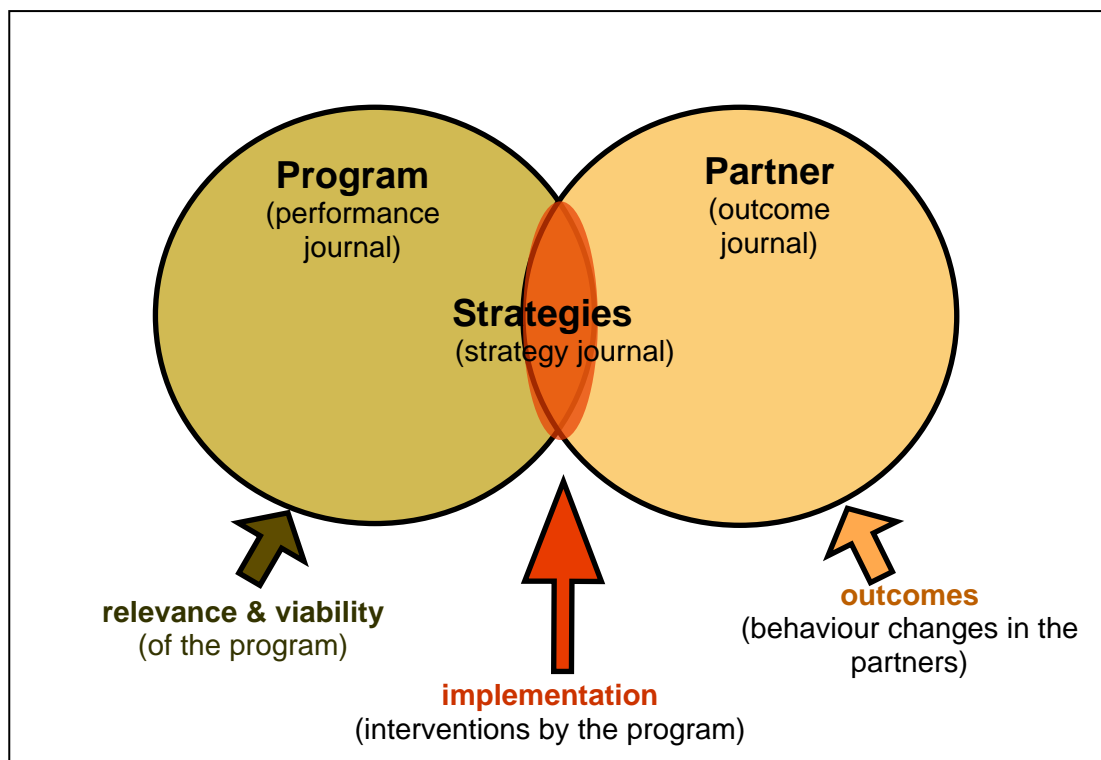 Program
(performance
journal)
Partner
(outcome
journal)
Strategies
(strategy journal)
relevance & viability
(of the program)
implementation
(interventions by the program)
outcomes
(behaviour changes in the
partners)